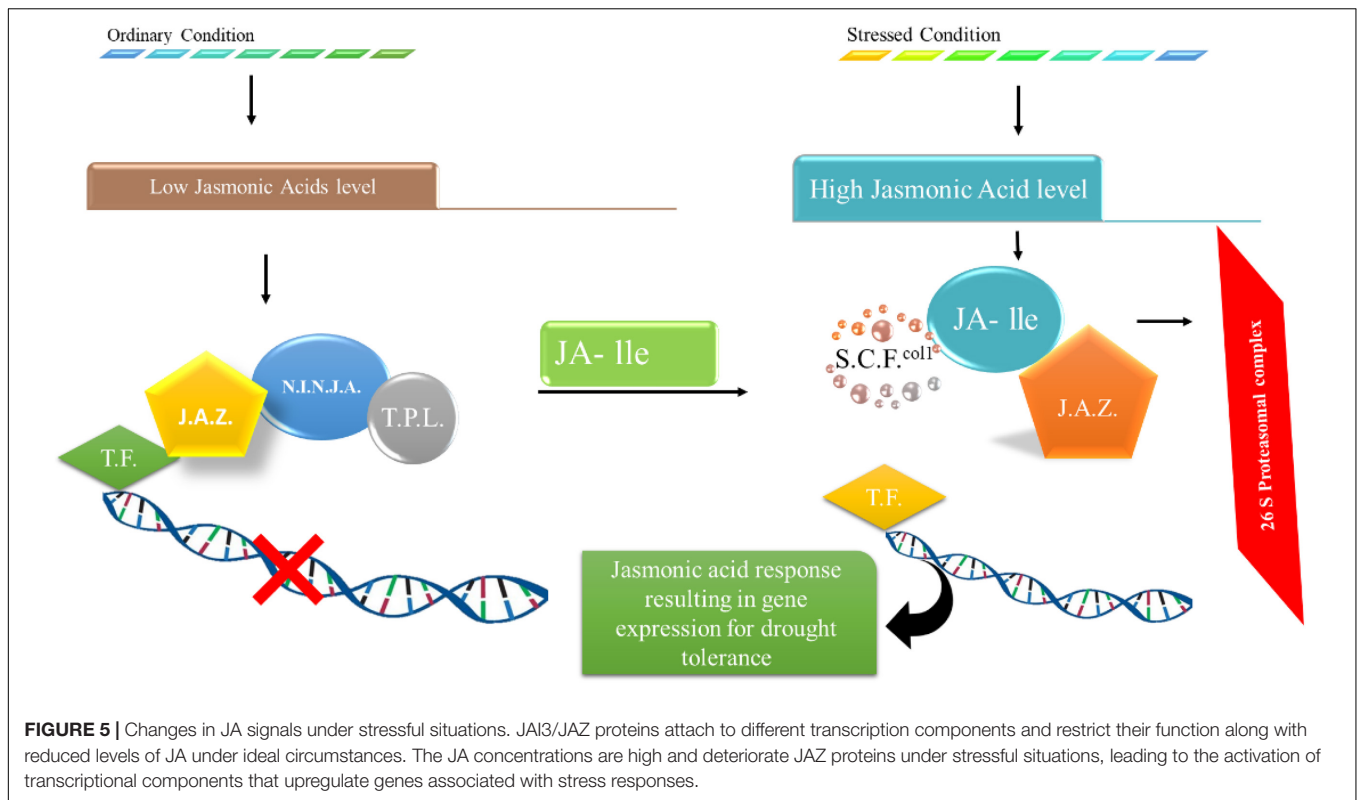 Ordinary Condition
Stressed Condition
Low Jasmonic Acids level
High Jasmonic Acid level
J.A.Z.
N.I.N.J.A.
T.P.L.
T.F.
JA- lle
S.C.F.col1
JA- lle
J.A.Z.
26 S Proteasomal complex
T.F.
Jasmonic acid response
resulting in gene
expression for drought
tolerance
FIGURE 5 | Changes in JA signals under stressful situations. JAI3/JAZ proteins attach to different transcription components and restrict their function along with
reduced levels of JA under ideal circumstances. The JA concentrations are high and deteriorate JAZ proteins under stressful situations, leading to the activation of
transcriptional components that upregulate genes associated with stress responses.